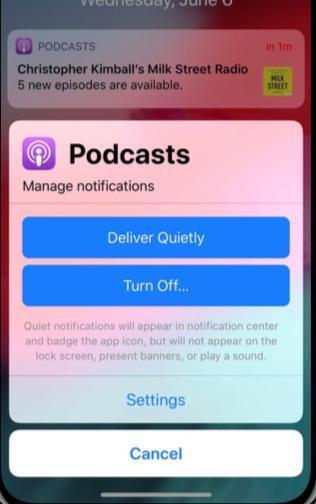 Wednesday, June 6
PODCASTS
in 1m
Christopher Kimball's Milk Street Radio
5 new episodes are available.
MILK
STREET
Podcasts
Manage notifications
Deliver Quietly
Turn Off...
Quiet notifications will appear in notification center
and badge the app icon, but will not appear on the
lock screen, present banners, or play a sound.
Settings
Cancel